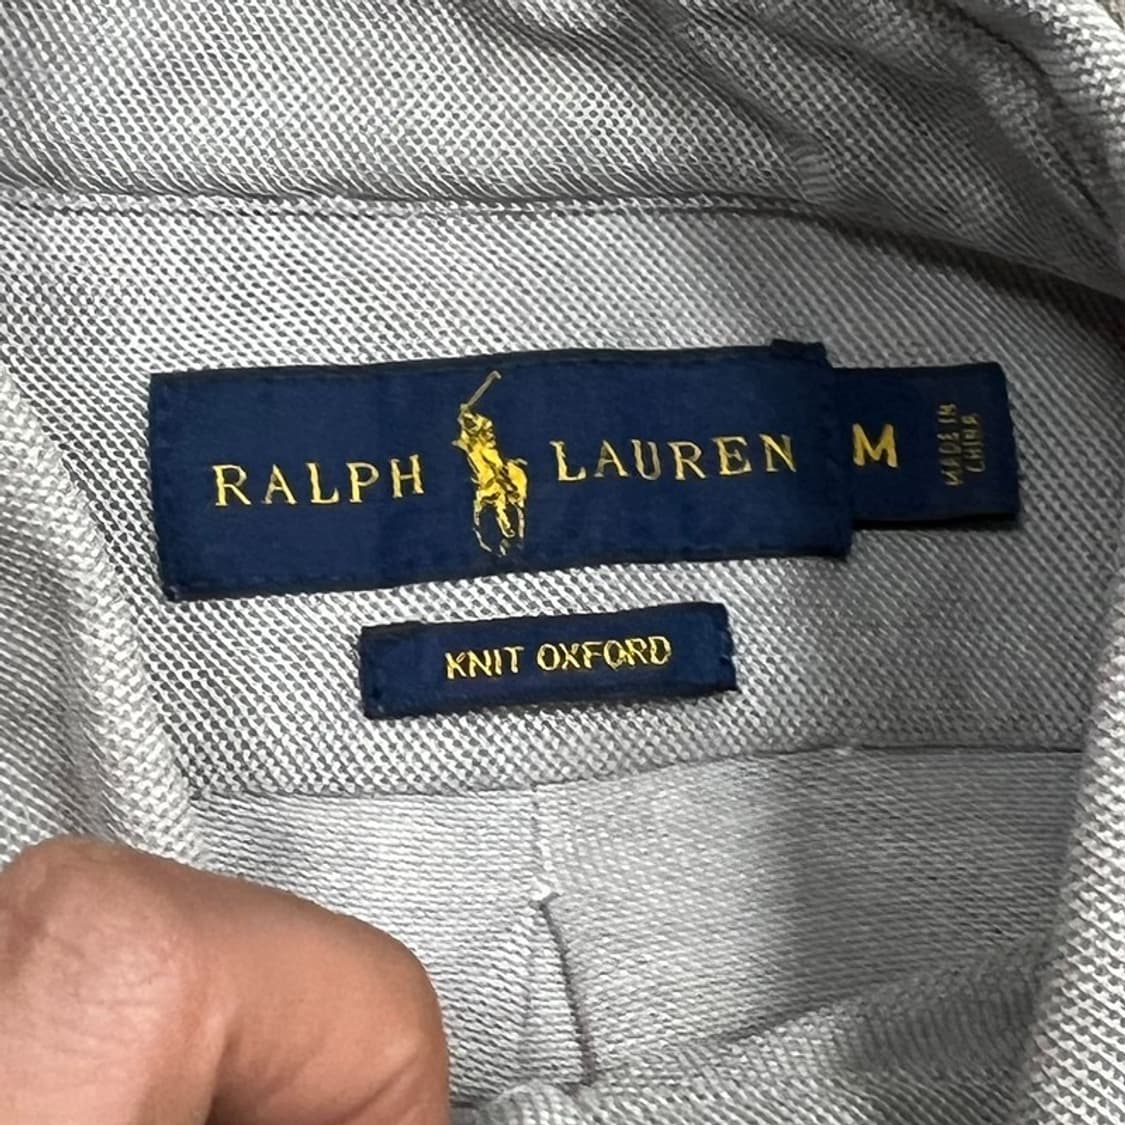 RALPH LAUREN
M
MADE IN
CHINA
KNIT OXFORD